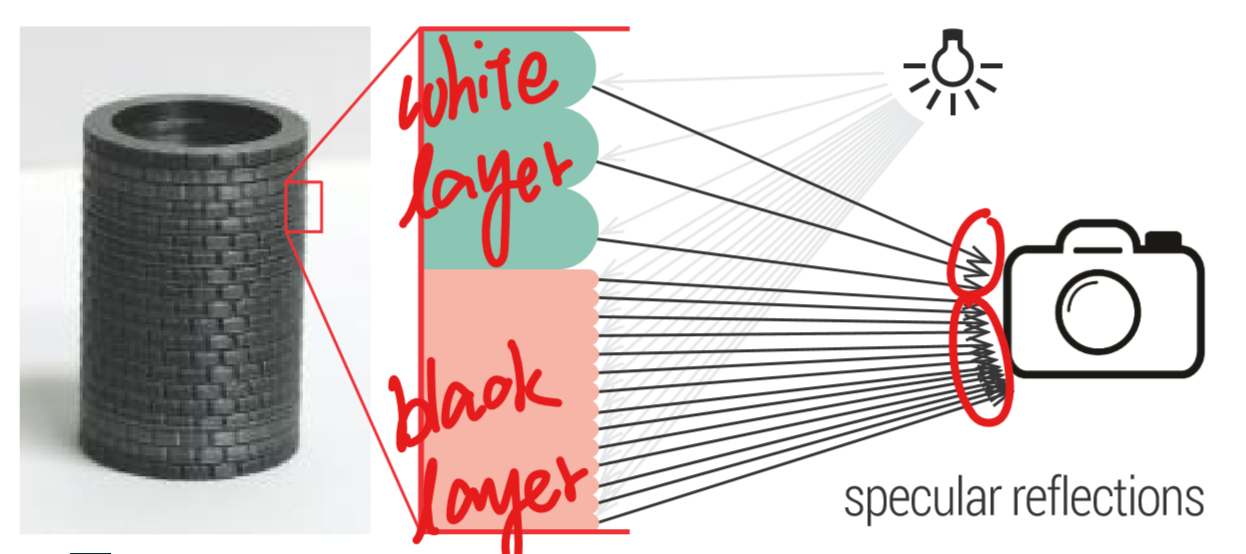 white
layer
black
layer
specular reflections